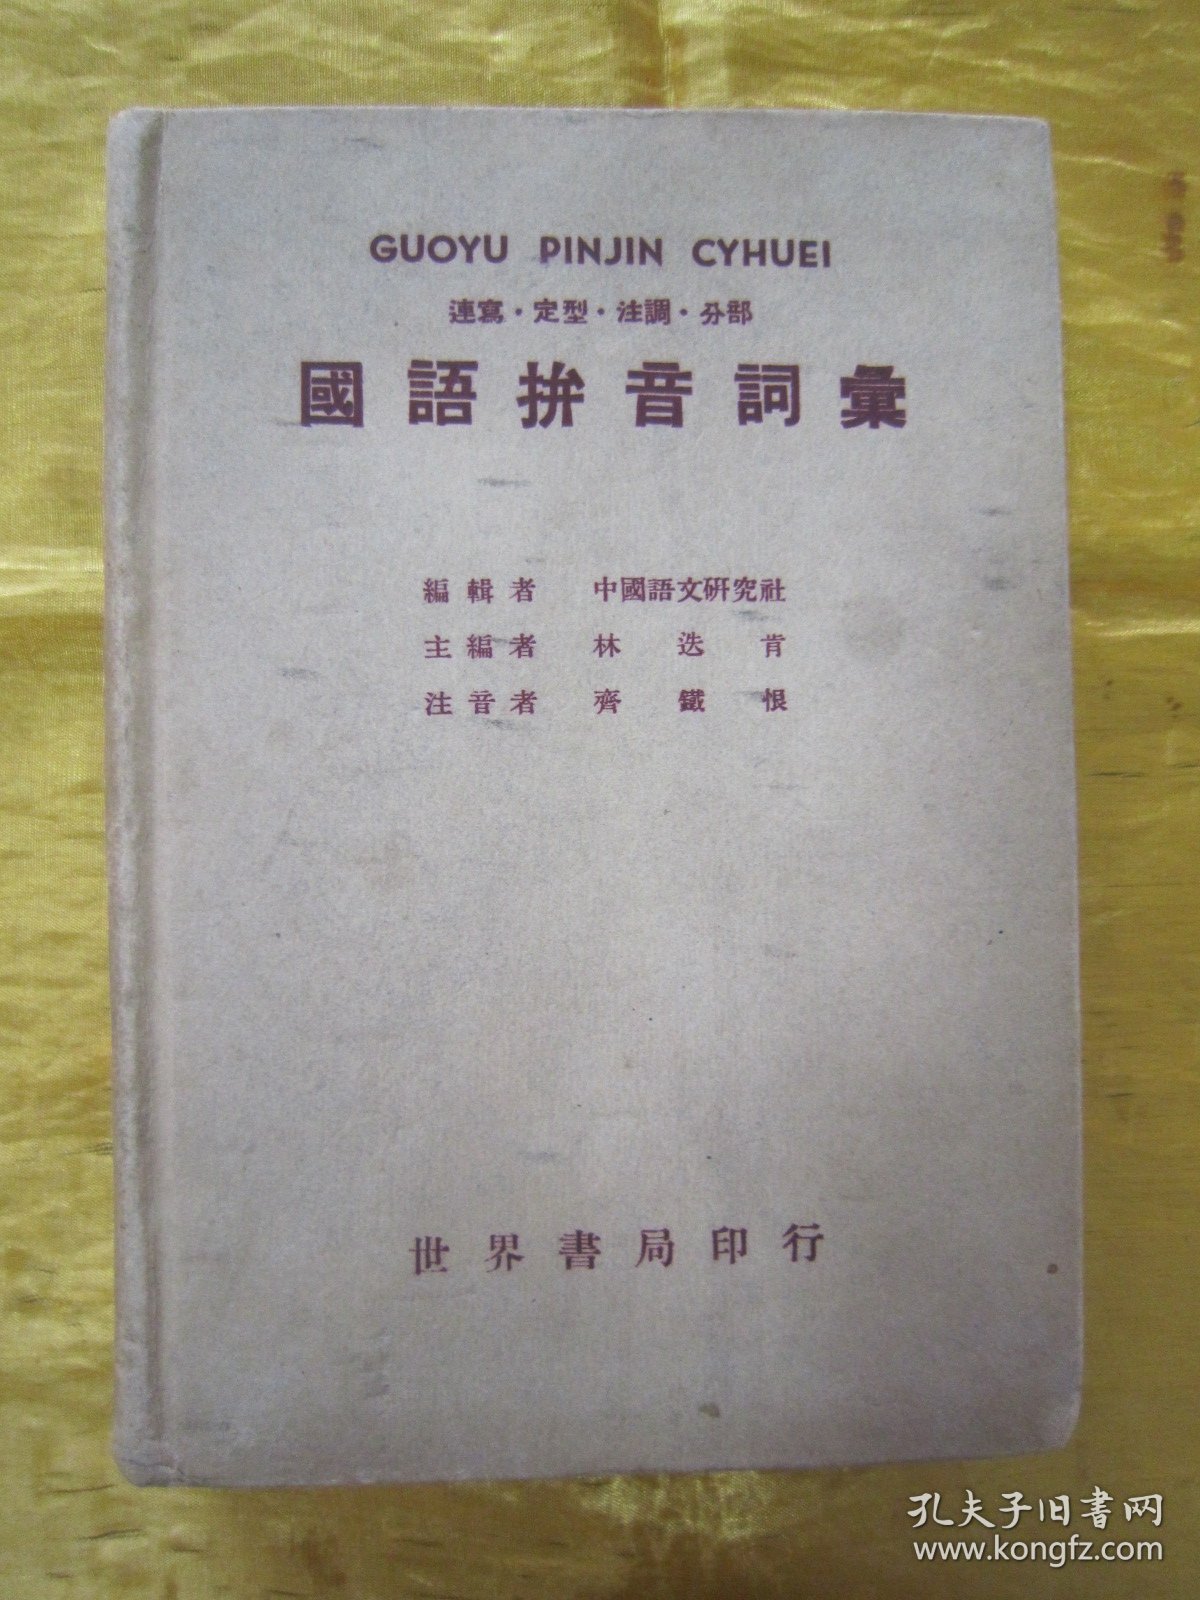 GUOYU PINJIN CYHUEI
連寫·定型·注調·分部
國語拚音詞彙
編輯者 中國語文研究社
主編者 林迭肯
注音者 齊鐵恨
世界書局印行
孔夫子旧书网
www.kongfz.com